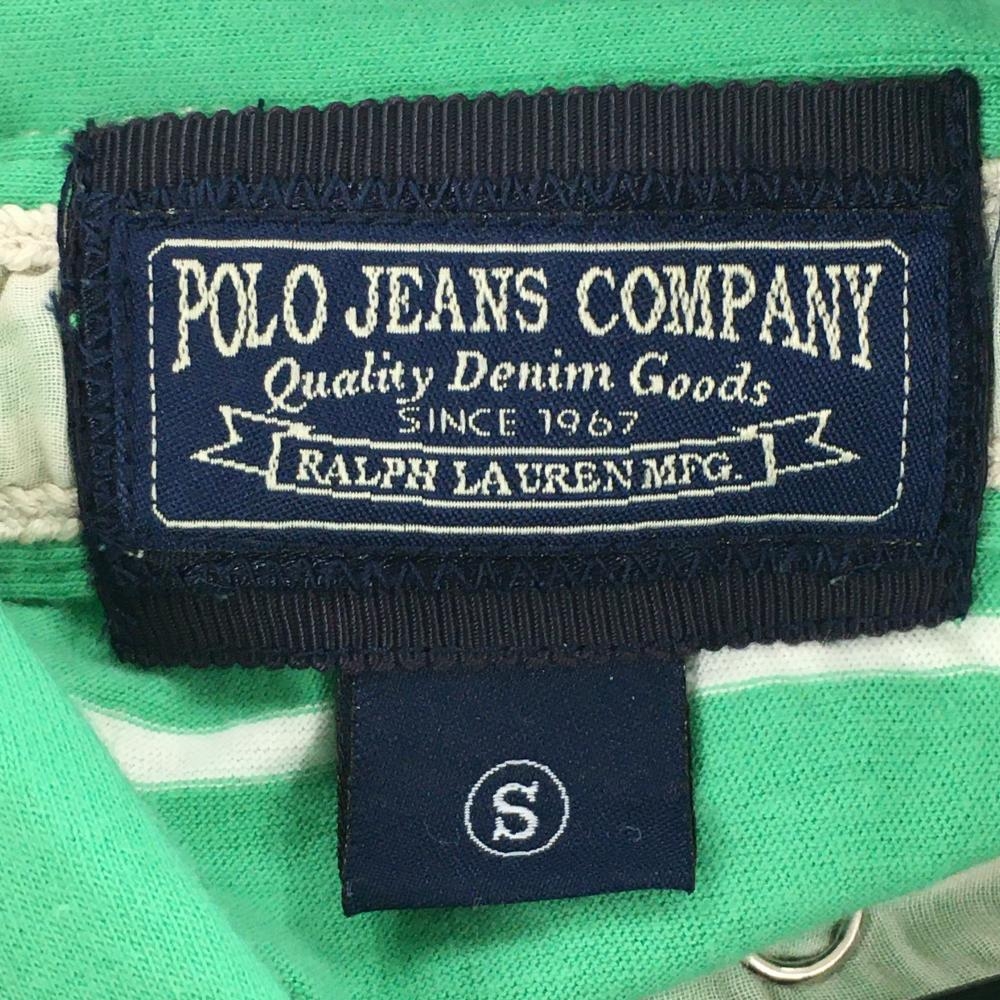 POLO JEANS COMPANY
Quality Denim Goods
SINCE 1967
RALPH LAUREN MFG.
S